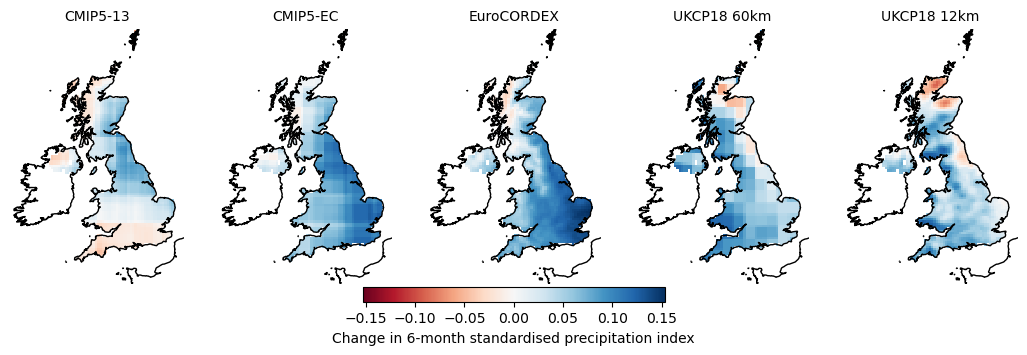 CMIP5-13 CMIP5-EC EuroCORDEX UKCP18 60km UKCP18 12km
−0.15 −0.10 −0.05 0.00 0.05 0.10 0.15
Change in 6-month standardised precipitation index